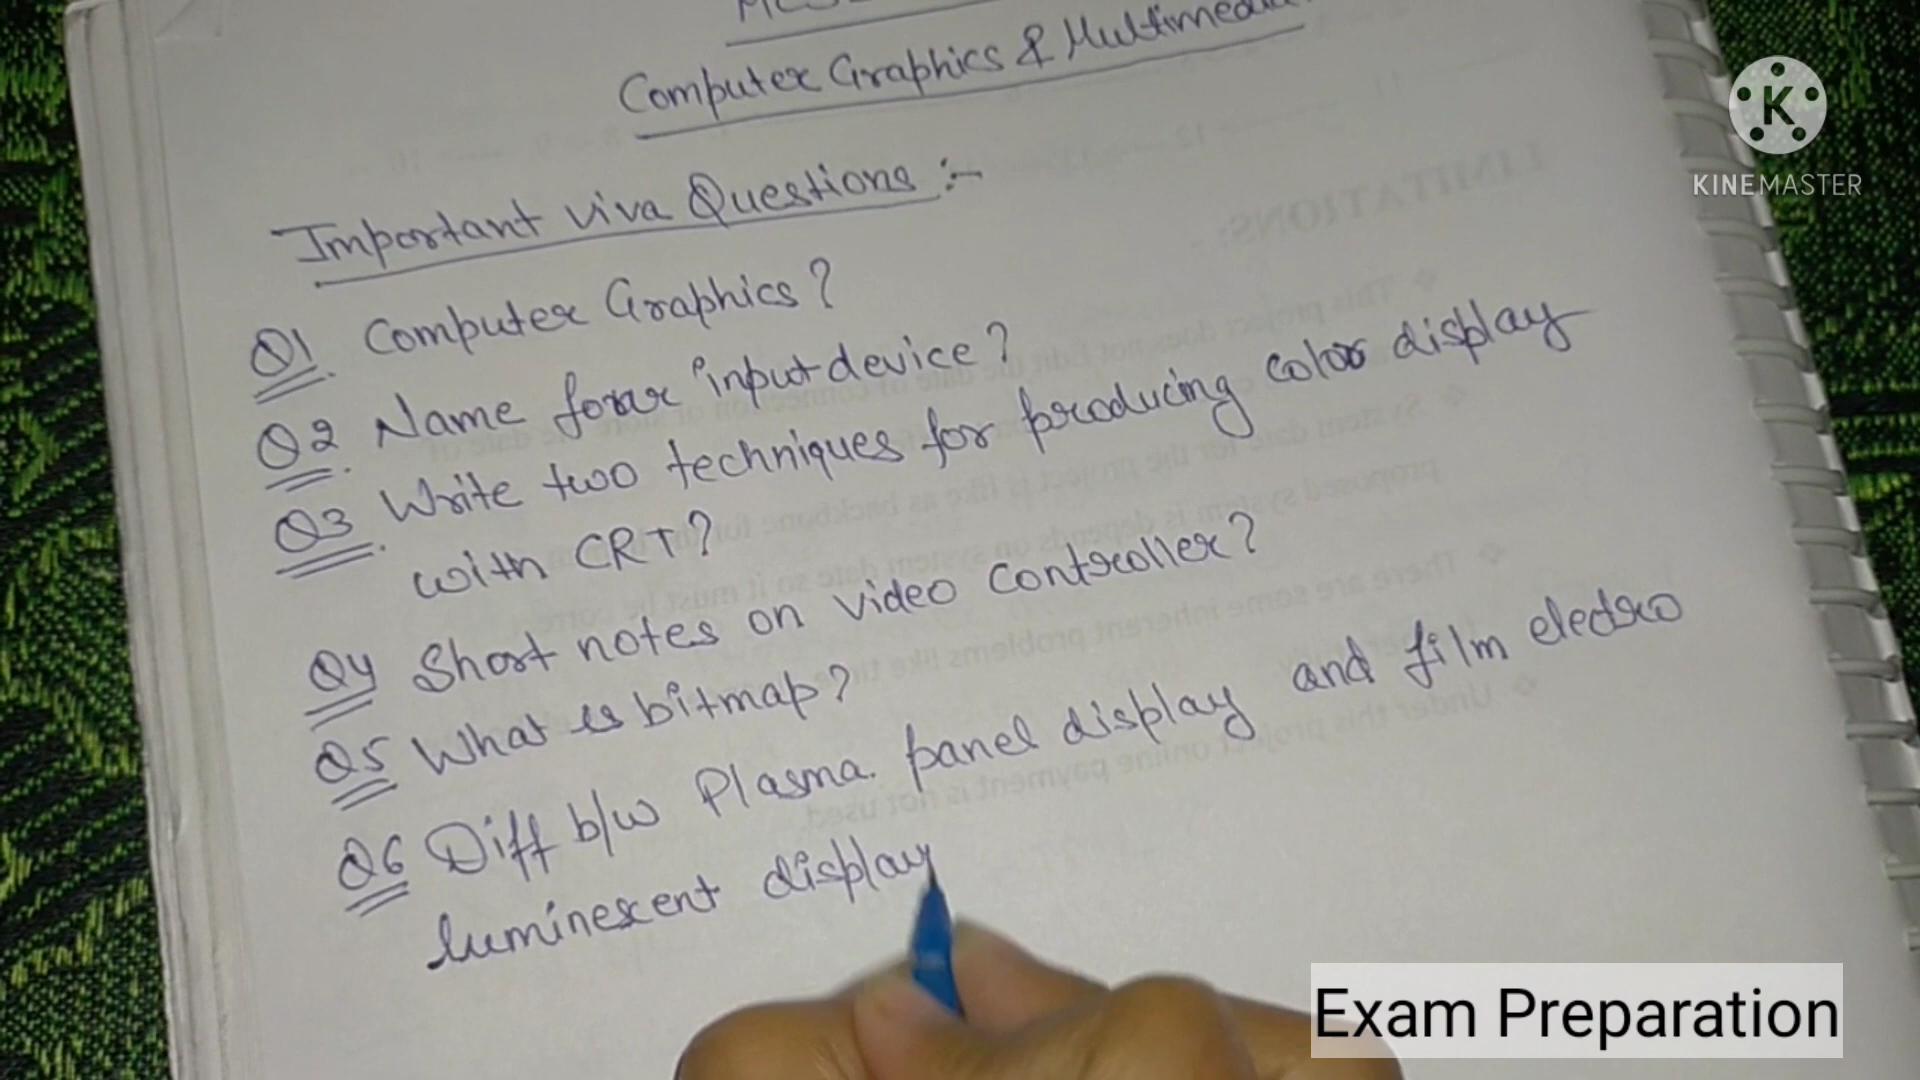 Computer Graphics & Multimedia
Important Viva Questions :-
Q1. Computer Graphics?
Q2. Name four input device?
Q3. Write two techniques for producing color display
with CRT?
Q4 Short notes on video controller?
Q5 What is bitmap?
Q6 Diff b/w Plasma. panel display and film electro
luminescent display
K
KINEMASTER
Exam Preparation
LIMITATIONS: